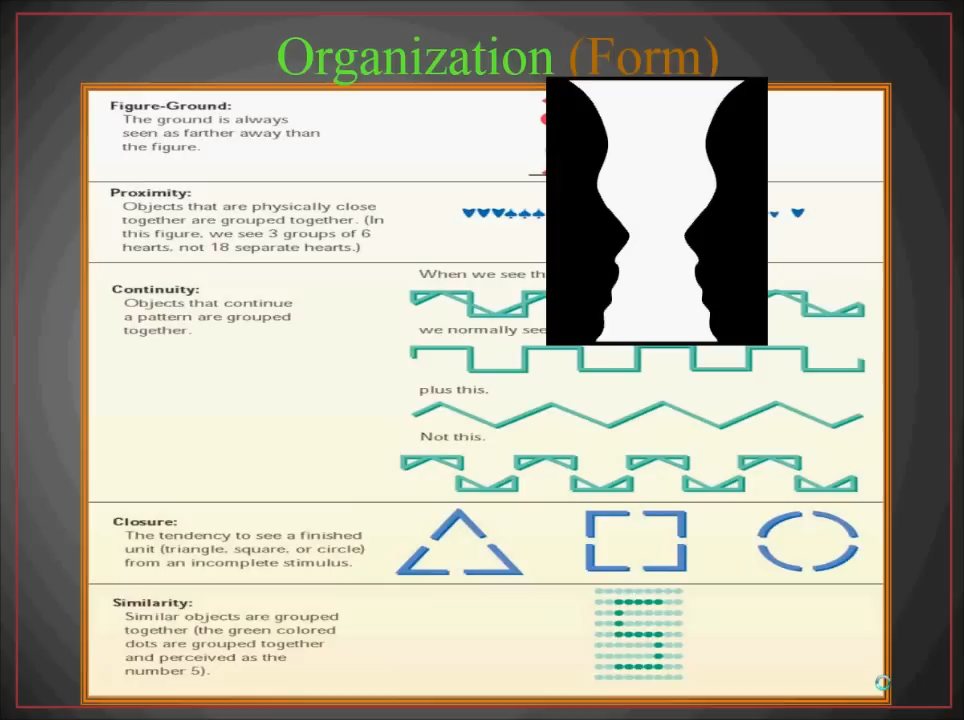 Organization (Form)
Figure-Ground:
The ground is always
seen as farther away than
the figure.
Proximity:
Objects that are physically close
together are grouped together. (In
this figure, we see 3 groups of 6
hearts, not 18 separate hearts.)
When we see
Continuity:
Objects that continue
a pattern are grouped
together.
we normally see
plus this.
Not this.
Closure:
The tendency to see a finished
unit (triangle, square, or circle)
from an incomplete stimulus.
Similarity:
Similar objects are grouped
together (the green colored
dots are grouped together
and perceived as the
number 5).